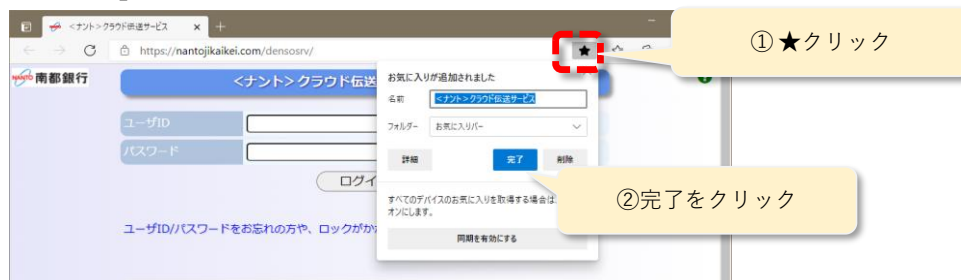 <ナント>クラウド伝送サービス
https://nantojikaikei.com/densosrv/
①★クリック
NANTO 南都銀行
<ナント>クラウド伝送
お気に入りが追加されました
名前
<ナント>クラウド伝送サービス
フォルダー
お気に入りバー
ユーザID
パスワード
詳細
完了
削除
ログイ
②完了をクリック
すべてのデバイスのお気に入りを取得する場合は
オンにします。
ユーザID/パスワードをお忘れの方や、ロックがか
同期を有効にする